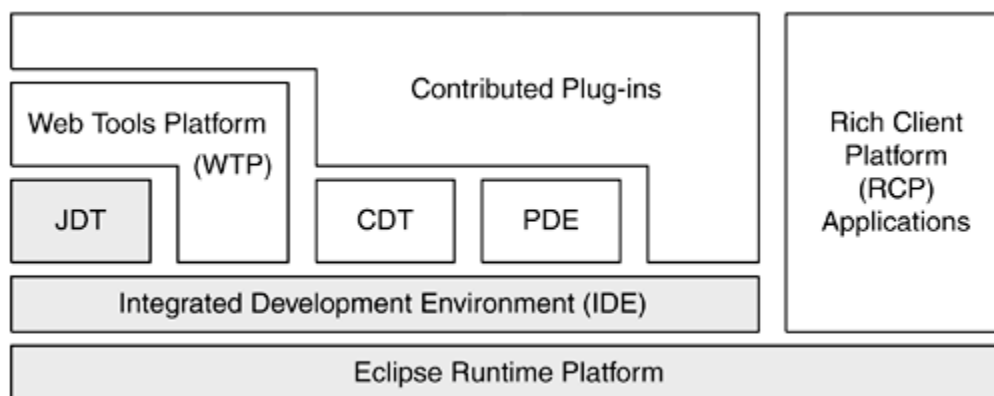 Contributed Plug-ins
Web Tools Platform
(WTP)
Rich Client
Platform
(RCP)
Applications
JDT
CDT
PDE
Integrated Development Environment (IDE)
Eclipse Runtime Platform